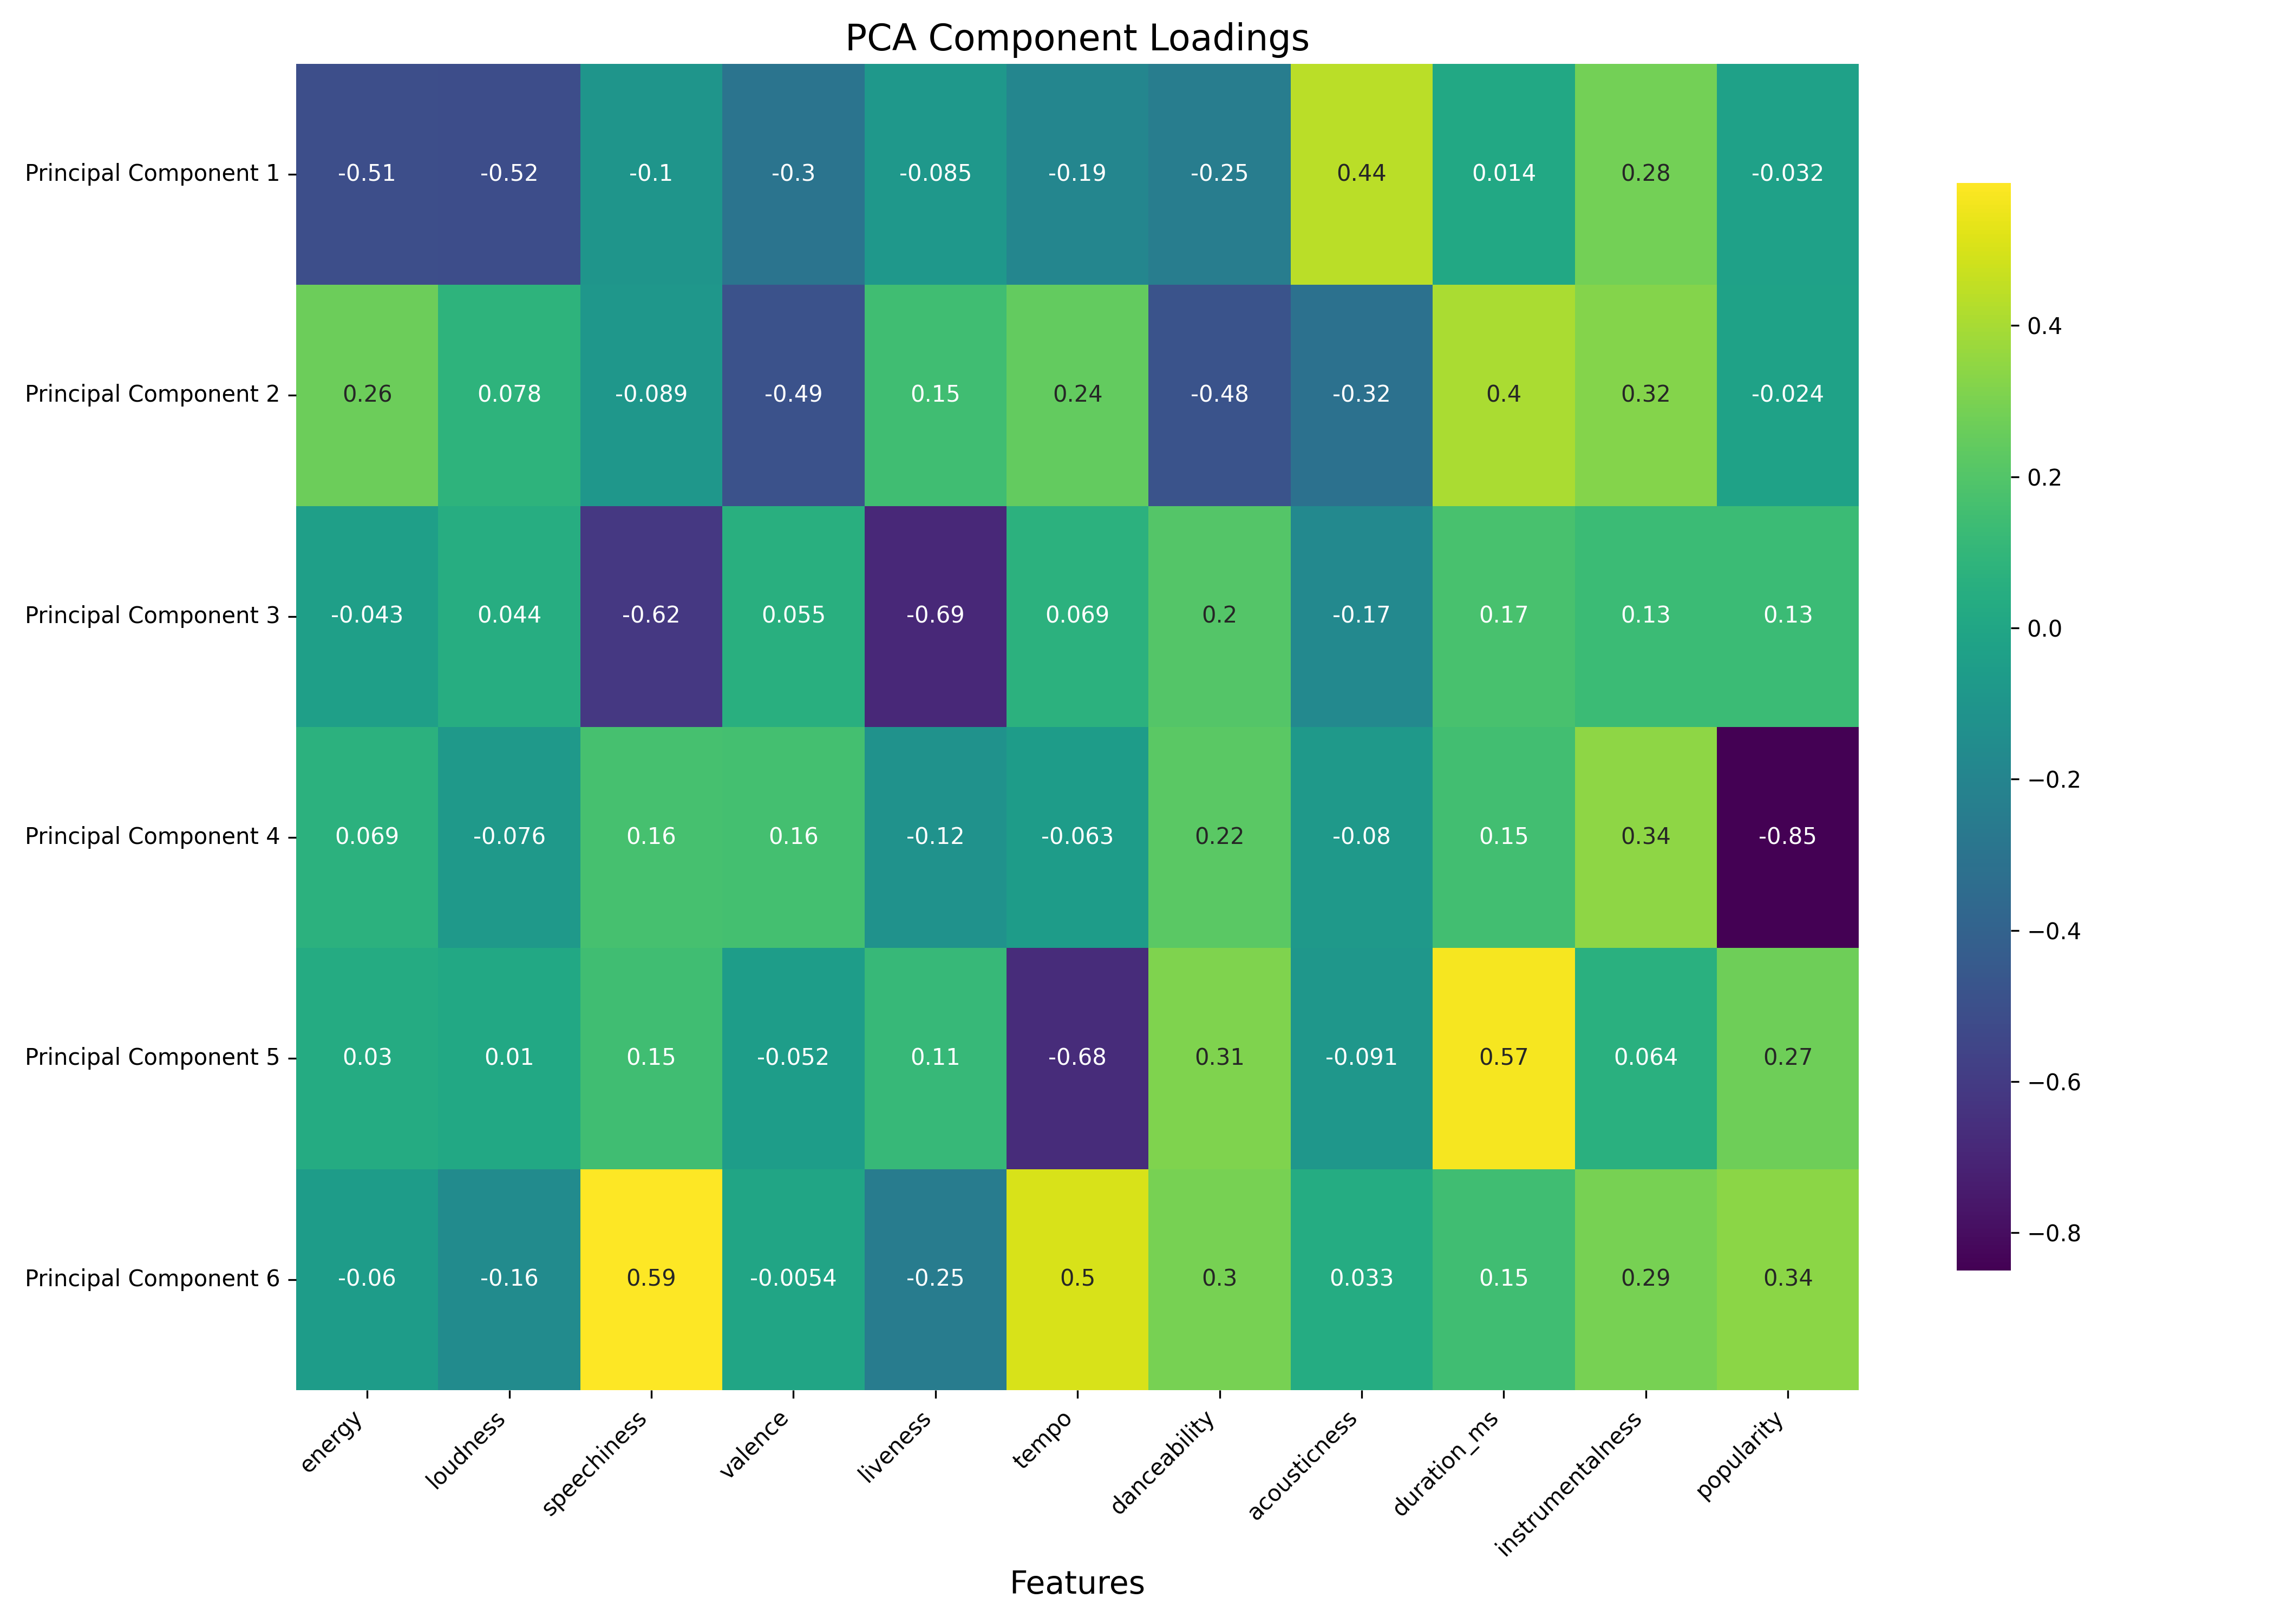 PCA Component Loadings
Principal Component 1 -0.51 -0.52 -0.1 -0.3 -0.085 -0.19 -0.25 0.44 0.014 0.28 -0.032
Principal Component 2 0.26 0.078 -0.089 -0.49 0.15 0.24 -0.48 -0.32 0.4 0.32 -0.024
Principal Component 3 -0.043 0.044 -0.62 0.055 -0.69 0.069 0.2 -0.17 0.17 0.13 0.13
Principal Component 4 0.069 -0.076 0.16 0.16 -0.12 -0.063 0.22 -0.08 0.15 0.34 -0.85
Principal Component 5 0.03 0.01 0.15 -0.052 0.11 -0.68 0.31 -0.091 0.57 0.064 0.27
Principal Component 6 -0.06 -0.16 0.59 -0.0054 -0.25 0.5 0.3 0.033 0.15 0.29 0.34
energy loudness speechiness valence liveness tempo danceability acousticness duration_ms instrumentalness popularity
Features
0.4
0.2
0.0
−0.2
−0.4
−0.6
−0.8